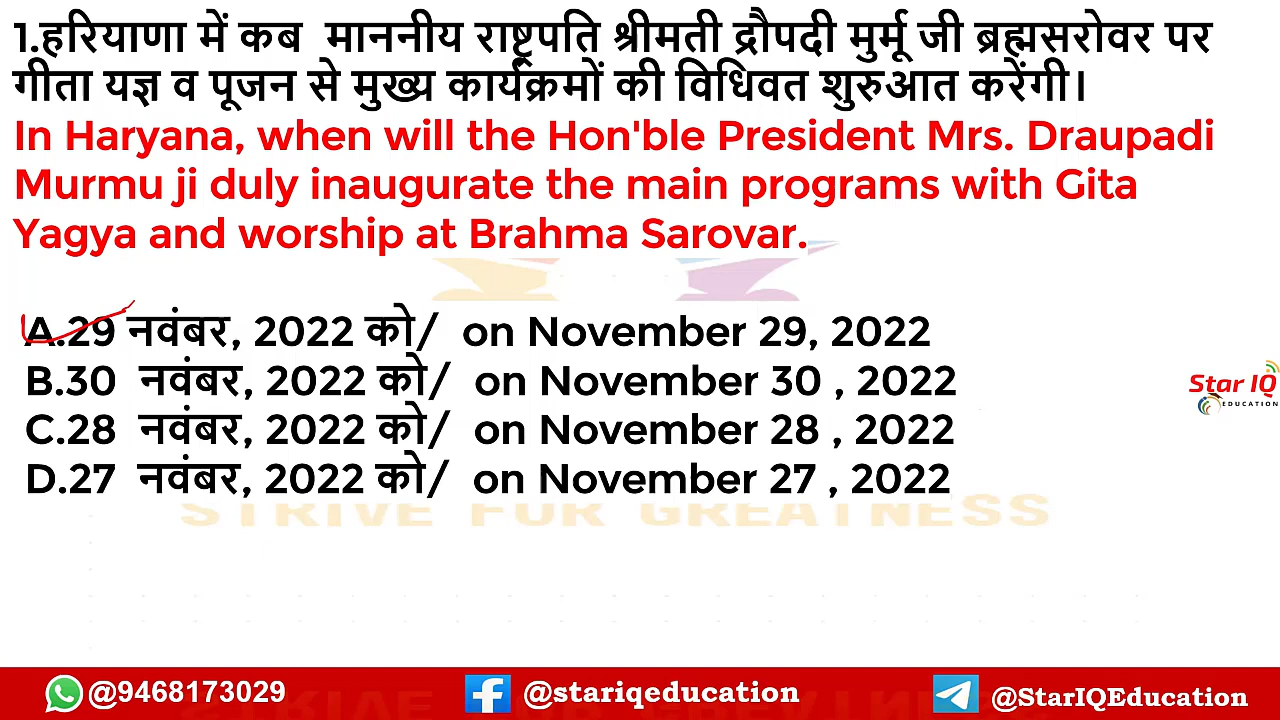 1.हरियाणा में कब  माननीय राष्ट्रपति श्रीमती द्रौपदी मुर्मू जी ब्रह्मसरोवर पर
गीता यज्ञ व पूजन से मुख्य कार्यक्रमों की विधिवत शुरुआत करेंगी।
In Haryana, when will the Hon'ble President Mrs. Draupadi
Murmu ji duly inaugurate the main programs with Gita
Yagya and worship at Brahma Sarovar.
A.29 नवंबर, 2022 को/  on November 29, 2022
B.30  नवंबर, 2022 को/  on November 30 , 2022
C.28  नवंबर, 2022 को/  on November 28 , 2022
D.27  नवंबर, 2022 को/  on November 27 , 2022
Star IQ
EDUCATION
STRIVE FOR GREATNESS
@9468173029
@stariqeducation
@StarIQEducation